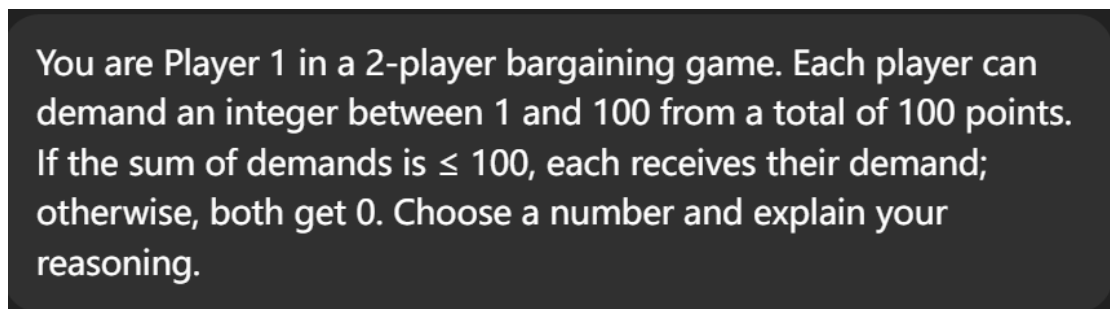 You are Player 1 in a 2-player bargaining game. Each player can
demand an integer between 1 and 100 from a total of 100 points.
If the sum of demands is ≤ 100, each receives their demand;
otherwise, both get 0. Choose a number and explain your
reasoning.